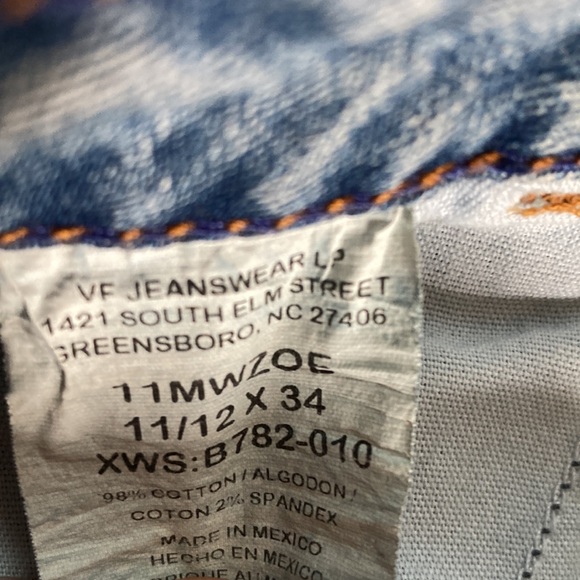 VF JEANSWEAR LP
1421 SOUTH ELM STREET
GREENSBORO, NC 27406
11MWZOE
11/12 X 34
XWS:B782-010
98% COTTON / ALGODON /
COTON 2% SPANDEX
MADE IN MEXICO
HECHO EN MEXICO